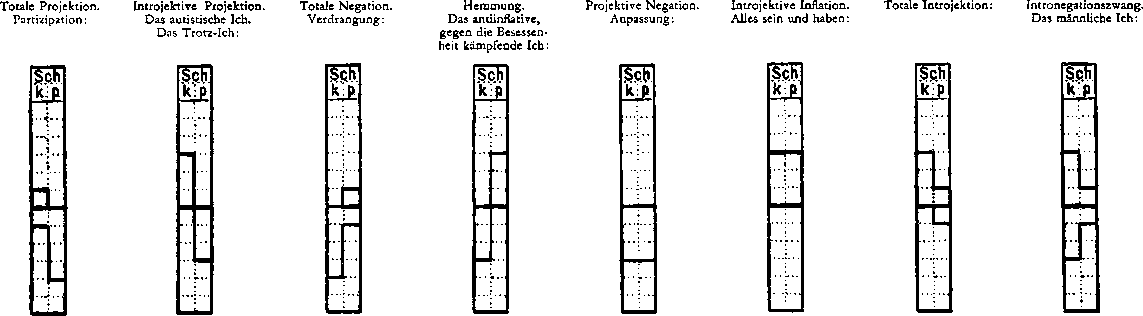 Totale Projektion.
Partizipation:
Introjektive Projektion.
Das autistische Ich.
Das Trotz-Ich:
Totale Negation.
Verdrangung:
Hemmung.
Das antiinflative,
gegen die Besessen-
heit kämpfende Ich:
Projektive Negation.
Anpassung:
Introjektive Inflation.
Alles sein und haben:
Totale Introjektion:
Intronegationszwang.
Das männliche Ich:
Sch
k p
Sch
k p
Sch
k p
Sch
k p
Sch
k p
Sch
k p
Sch
k p
Sch
k p